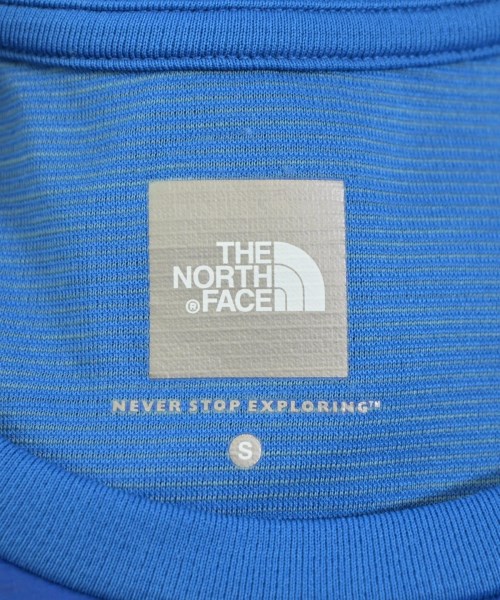 THE
NORTH
®FACE
NEVER STOP EXPLORING™
S